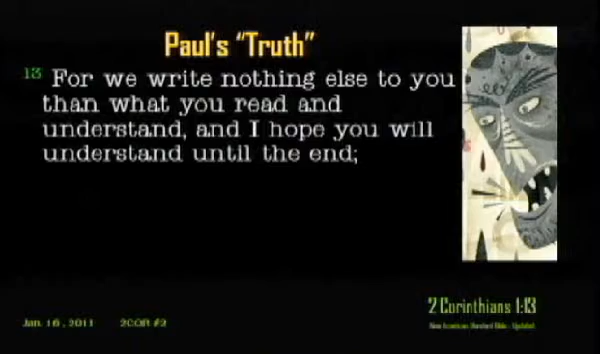 Paul's "Truth"
13 For we write nothing else to you
than what you read and
understand, and I hope you will
understand until the end;
2 Corinthians 1:13
New American Standard Bible - Updated
Jan. 16, 2011 2COR #2